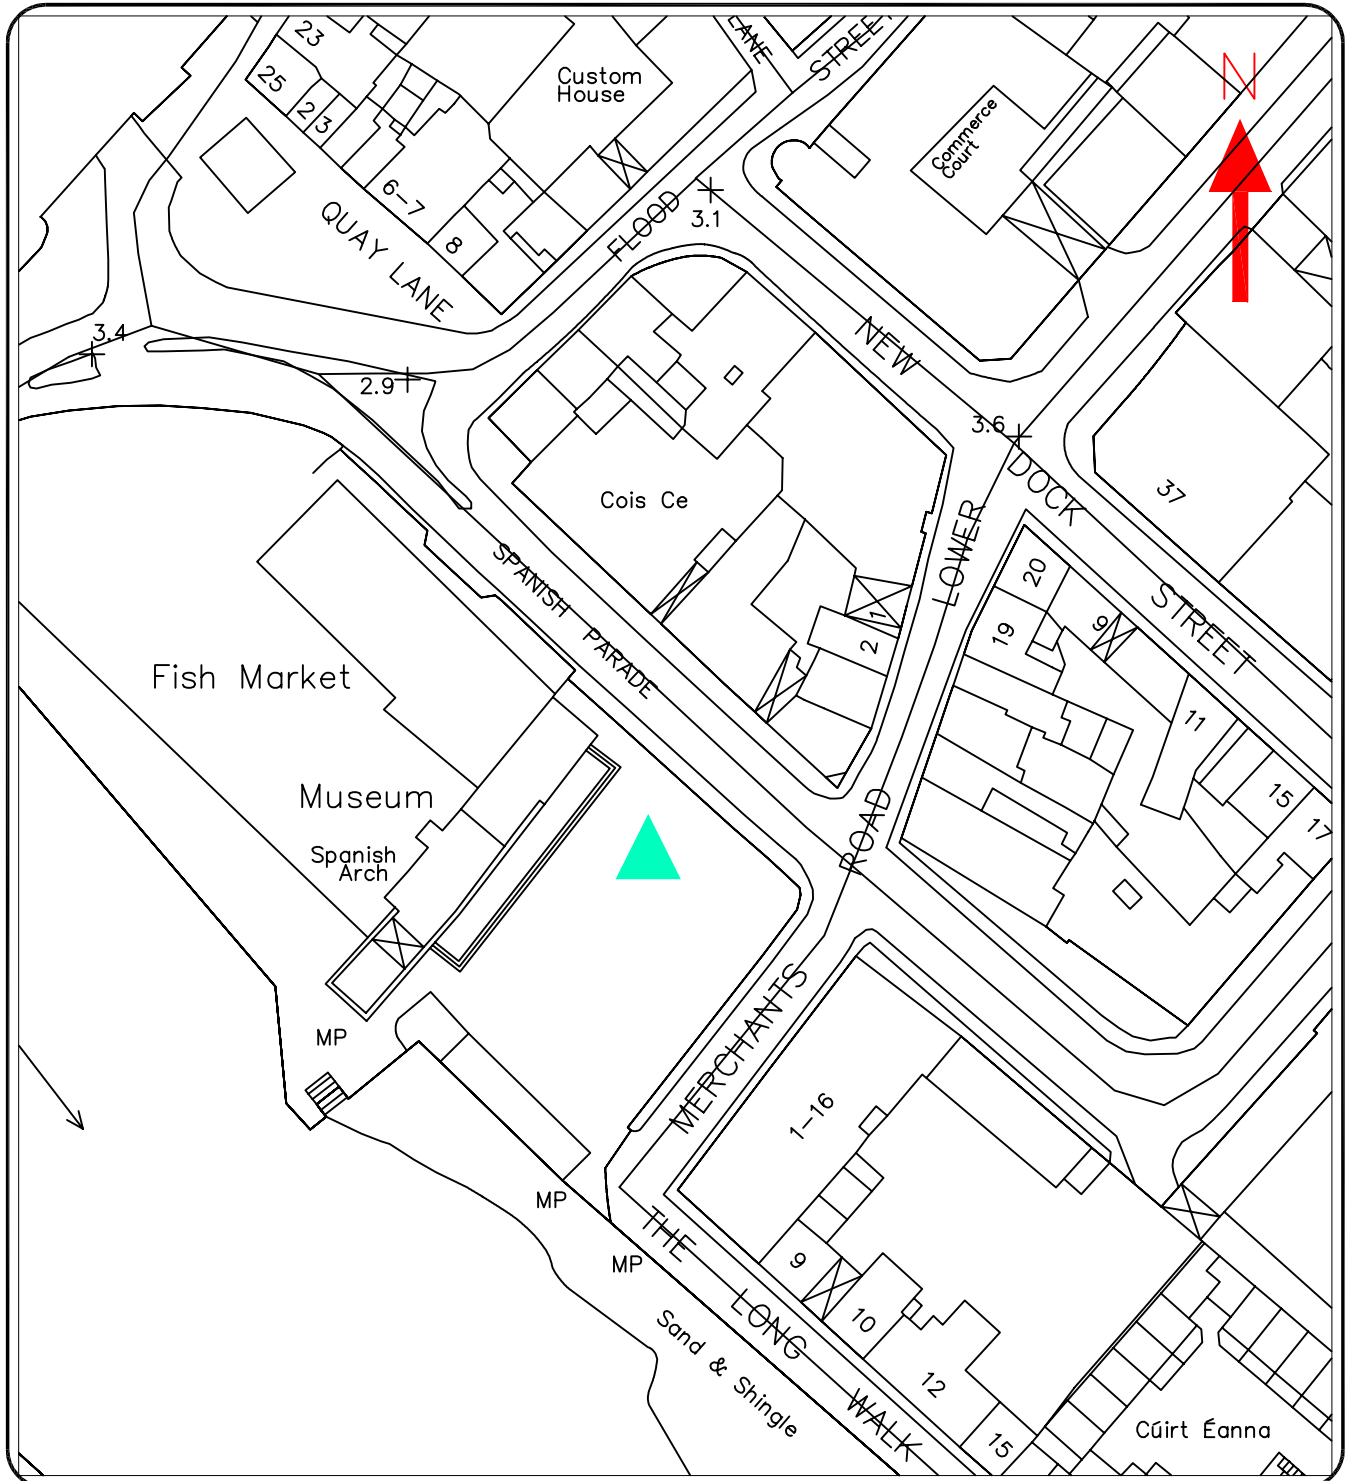 23
25
2
3
6-7
8
Custom
House
LANE
STREET
Commerce
Court
N
QUAY LANE
FLOOD
3.1
3.4
2.9
NEW
3.6
DOCK
STREET
37
Cois Ce
LOWER
20
19
9
1
2
11
15
17
SPANISH PARADE
Fish Market
Museum
Spanish
Arch
ROAD
MERCHANTS
MP
1-16
MP
MP
THE
LONG
WALK
9
10
12
15
Sand & Shingle
Cúirt Éanna